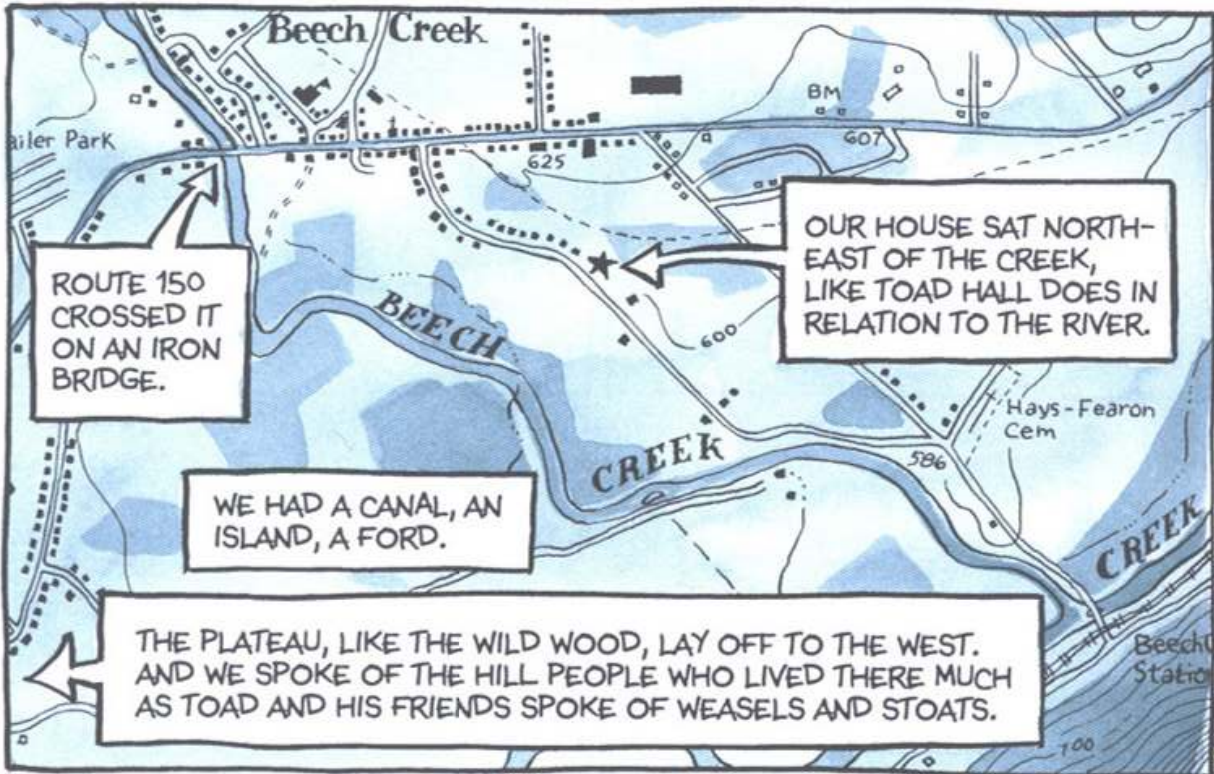 Beech Creek
BM
ailer Park
625
607
ROUTE 150
CROSSED IT
ON AN IRON
BRIDGE.
OUR HOUSE SAT NORTH-
EAST OF THE CREEK,
LIKE TOAD HALL DOES IN
RELATION TO THE RIVER.
BEECH
CREEK
600
Hays-Fearon
Cem
586
WE HAD A CANAL, AN
ISLAND, A FORD.
CREEK
THE PLATEAU, LIKE THE WILD WOOD, LAY OFF TO THE WEST.
AND WE SPOKE OF THE HILL PEOPLE WHO LIVED THERE MUCH
AS TOAD AND HIS FRIENDS SPOKE OF WEASELS AND STOATS.
Beech
Station
700